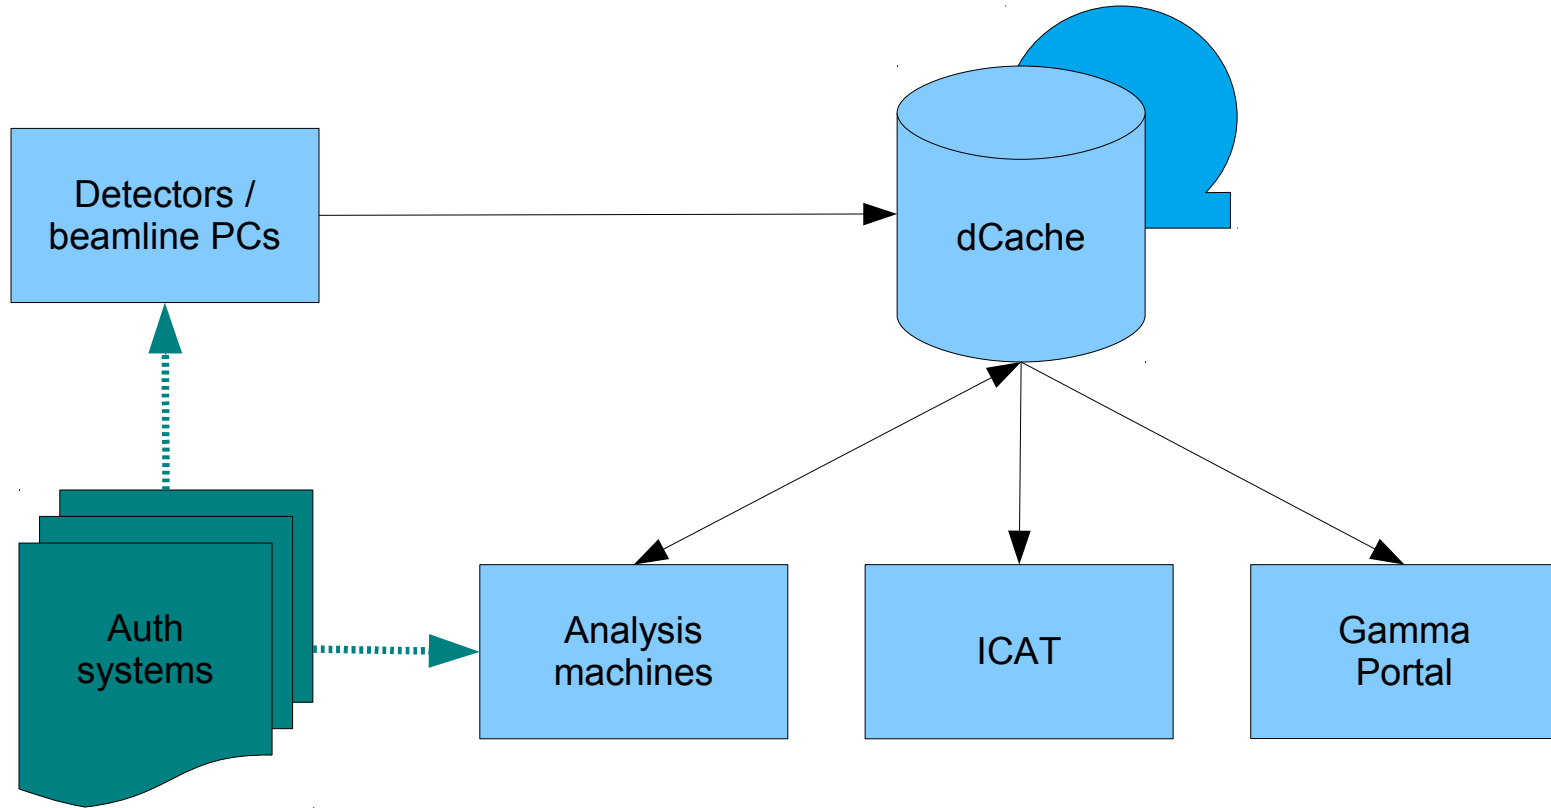 Detectors /
beamline PCs
dCache
Auth
systems
Analysis
machines
ICAT
Gamma
Portal